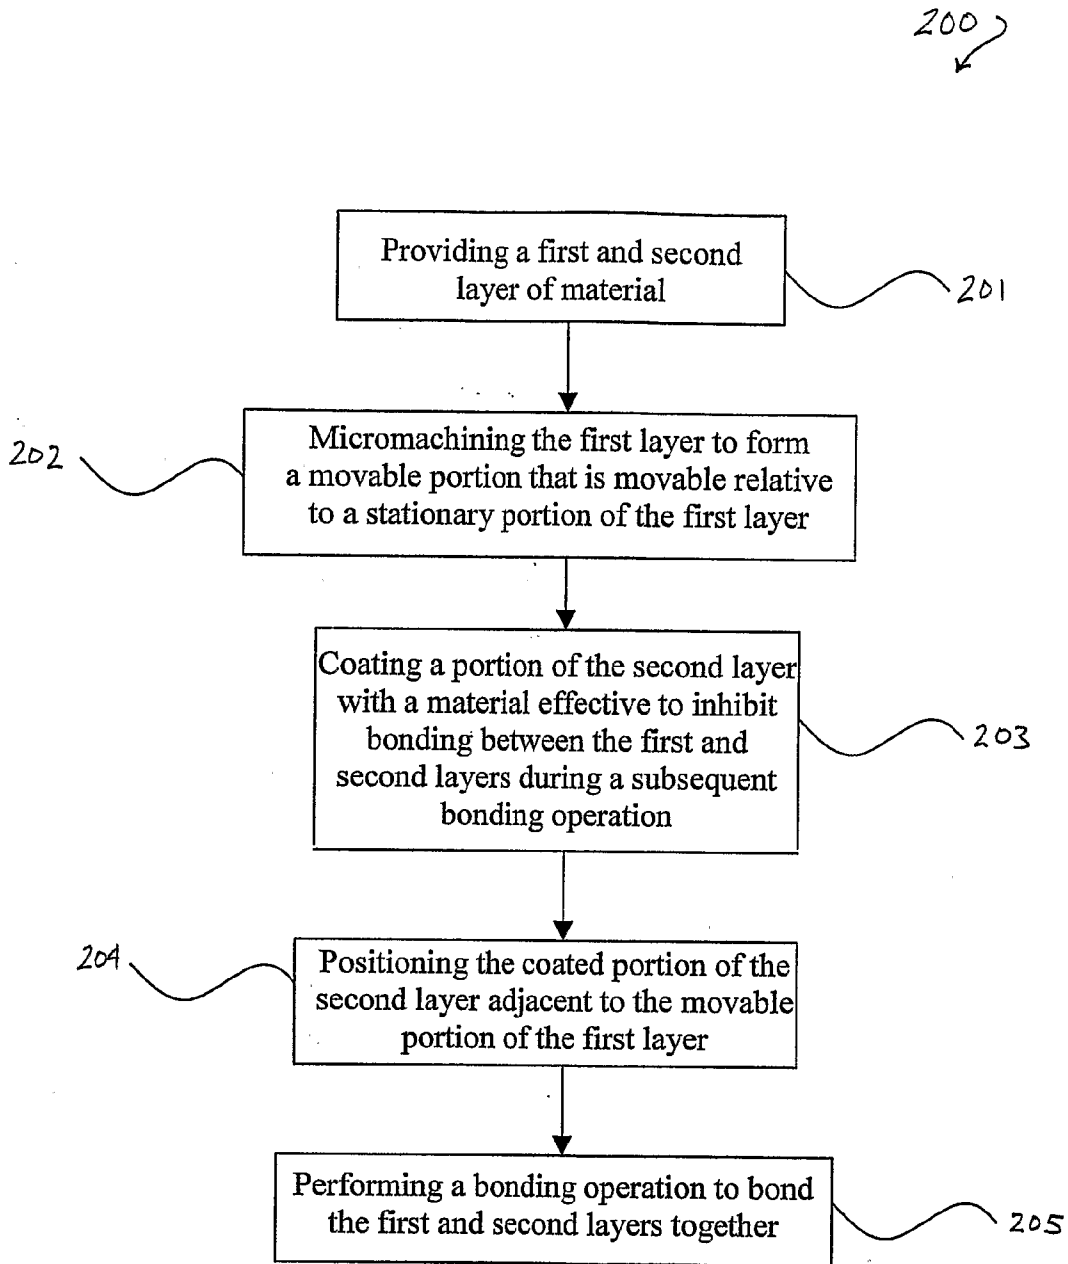 200
Providing a first and second
layer of material
201
202
Micromachining the first layer to form
a movable portion that is movable relative
to a stationary portion of the first layer
Coating a portion of the second layer
with a material effective to inhibit
bonding between the first and
second layers during a subsequent
bonding operation
203
204
Positioning the coated portion of the
second layer adjacent to the movable
portion of the first layer
Performing a bonding operation to bond
the first and second layers together
205